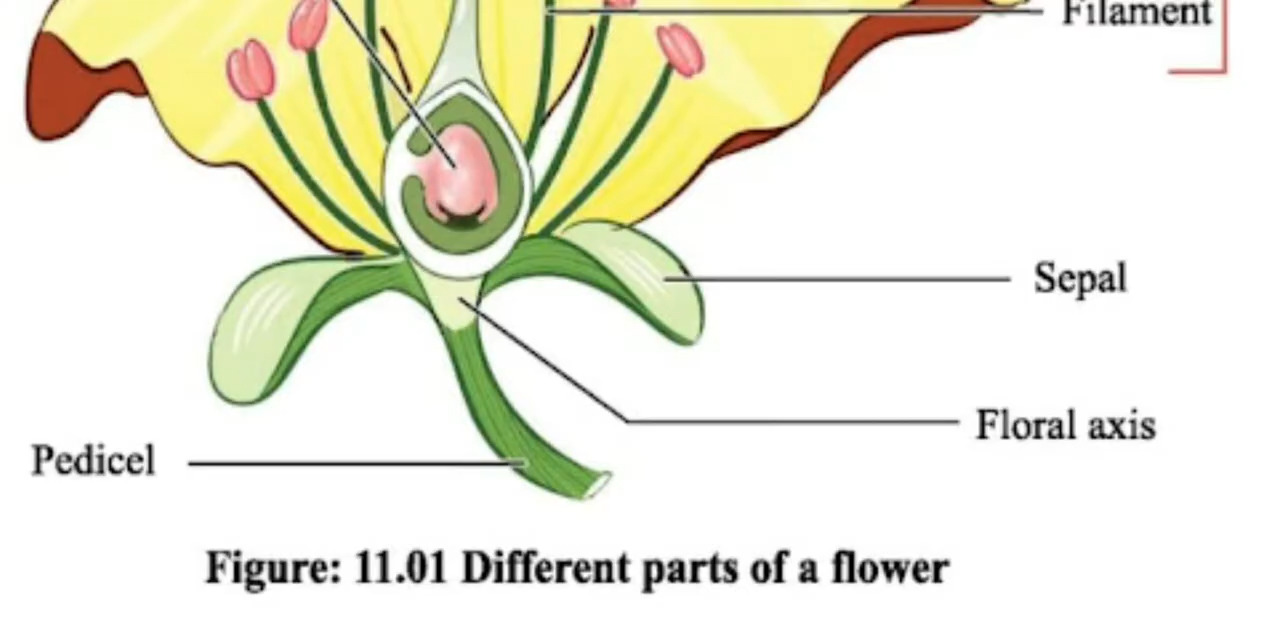 Filament
Sepal
Floral axis
Pedicel
Figure: 11.01 Different parts of a flower